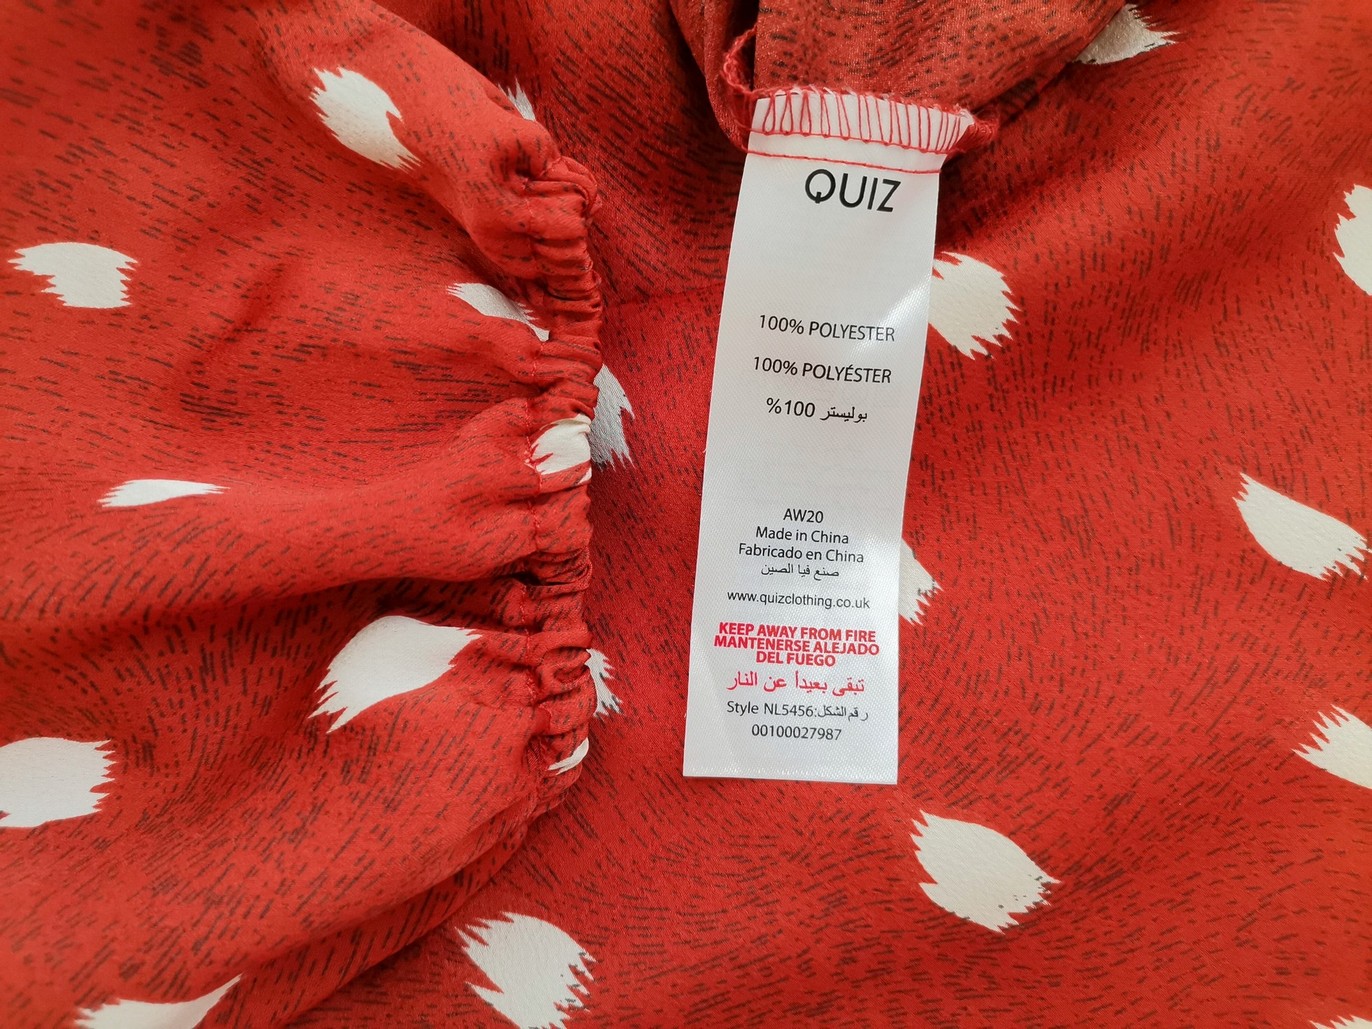 QUIZ
100% POLYESTER
100% POLYÉSTER
%100 بوليستر
AW20
Made in China
Fabricado en China
صنع فيا الصين
www.quizclothing.co.uk
KEEP AWAY FROM FIRE
MANTENERSE ALEJADO
DEL FUEGO
تبقى بعيدأ عن النار
Style NL5456:رقم الشكل
00100027987